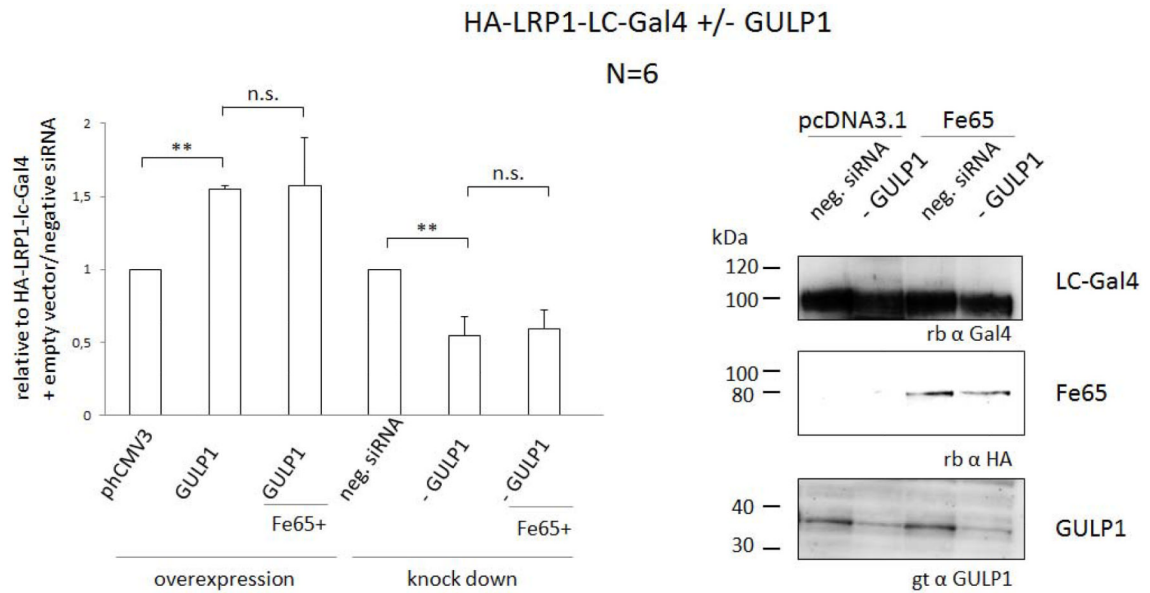 HA-LRP1-LC-Gal4 +/- GULP1
N=6
relative to HA-LRP1-lc-Gal4
+ empty vector/negative siRNA
2
1,5
1
0,5
0
**
n.s.
**
n.s.
phCMV3
GULP1
GULP1
neg. siRNA
- GULP1
- GULP1
Fe65+
Fe65+
overexpression
knock down
pcDNA3.1
Fe65
neg. siRNA
- GULP1
neg. siRNA
- GULP1
kDa
120
100
LC-Gal4
rb α Gal4
100
80
Fe65
rb α HA
40
30
GULP1
gt α GULP1